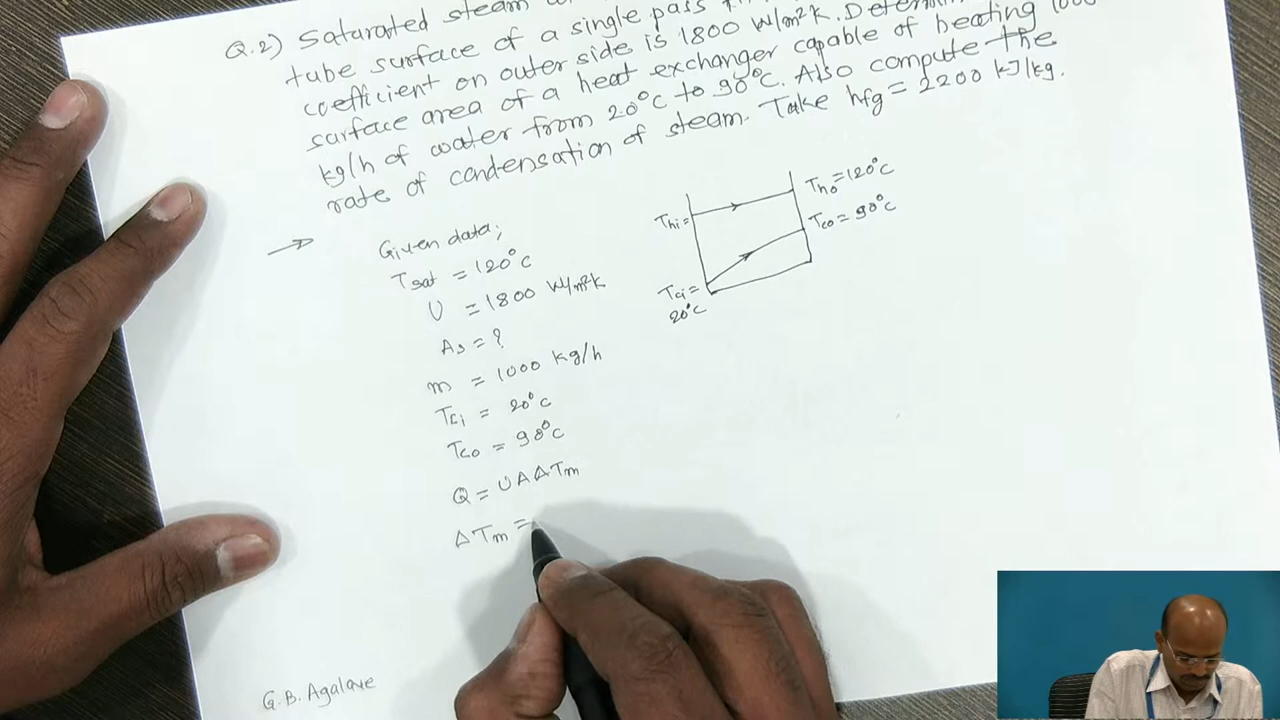 Q.2) Saturated steam
tube surface of a single pass
coefficient on outer side is 1800 W/m²k.
surface area of a heat exchanger capable of heating 1000
kg/h of water from 20°C to 90°C. Also compute the
rate of condensation of steam. Take hfg = 2200 kJ/kg.
Given data;
Tsat = 120°C
U = 1800 W/m²k
As = ?
m = 1000 kg/h
Tci = 20°C
Tco = 90°C
Q = UAΔTm
ΔTm =
Thi =
Tho = 120°C
Tco = 90°C
Tci =
20°C
G.B. Agalave